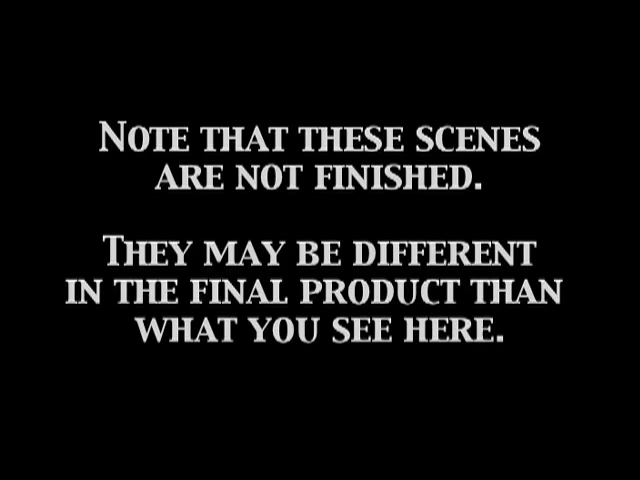 Note that these scenes
are not finished.
They may be different
in the final product than
what you see here.